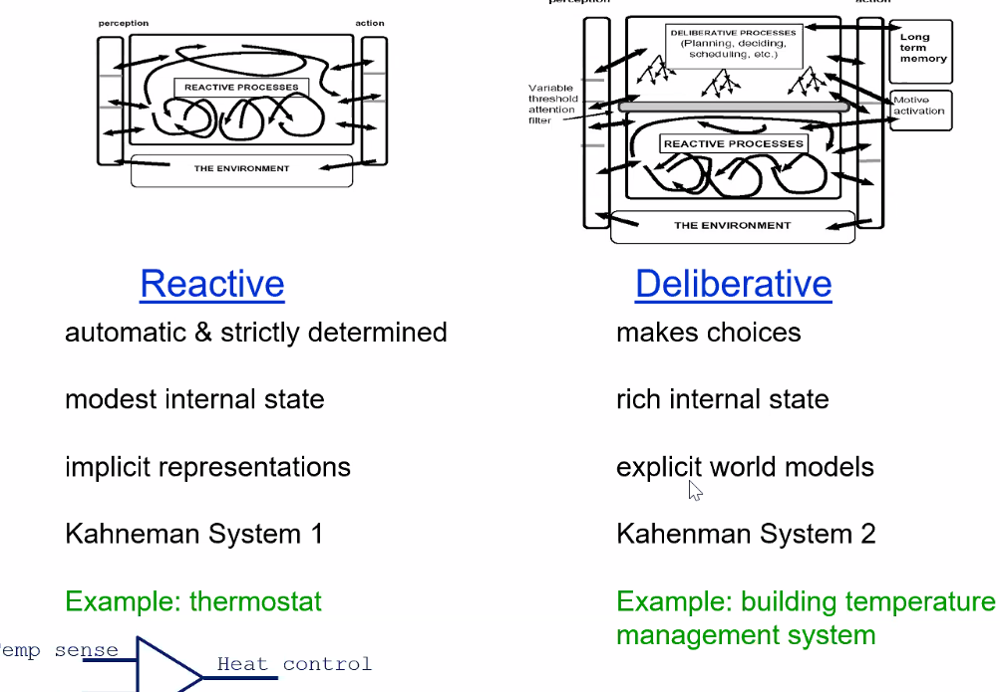 perception
action
REACTIVE PROCESSES
THE ENVIRONMENT
perception
action
DELIBERATIVE PROCESSES
(Planning, deciding,
scheduling, etc.)
Long
term
memory
Variable
threshold
attention
filter
Motive
activation
REACTIVE PROCESSES
THE ENVIRONMENT
Reactive
automatic & strictly determined
modest internal state
implicit representations
Kahneman System 1
Example: thermostat
Temp sense
Heat control
Deliberative
makes choices
rich internal state
explicit world models
Kahenman System 2
Example: building temperature
management system